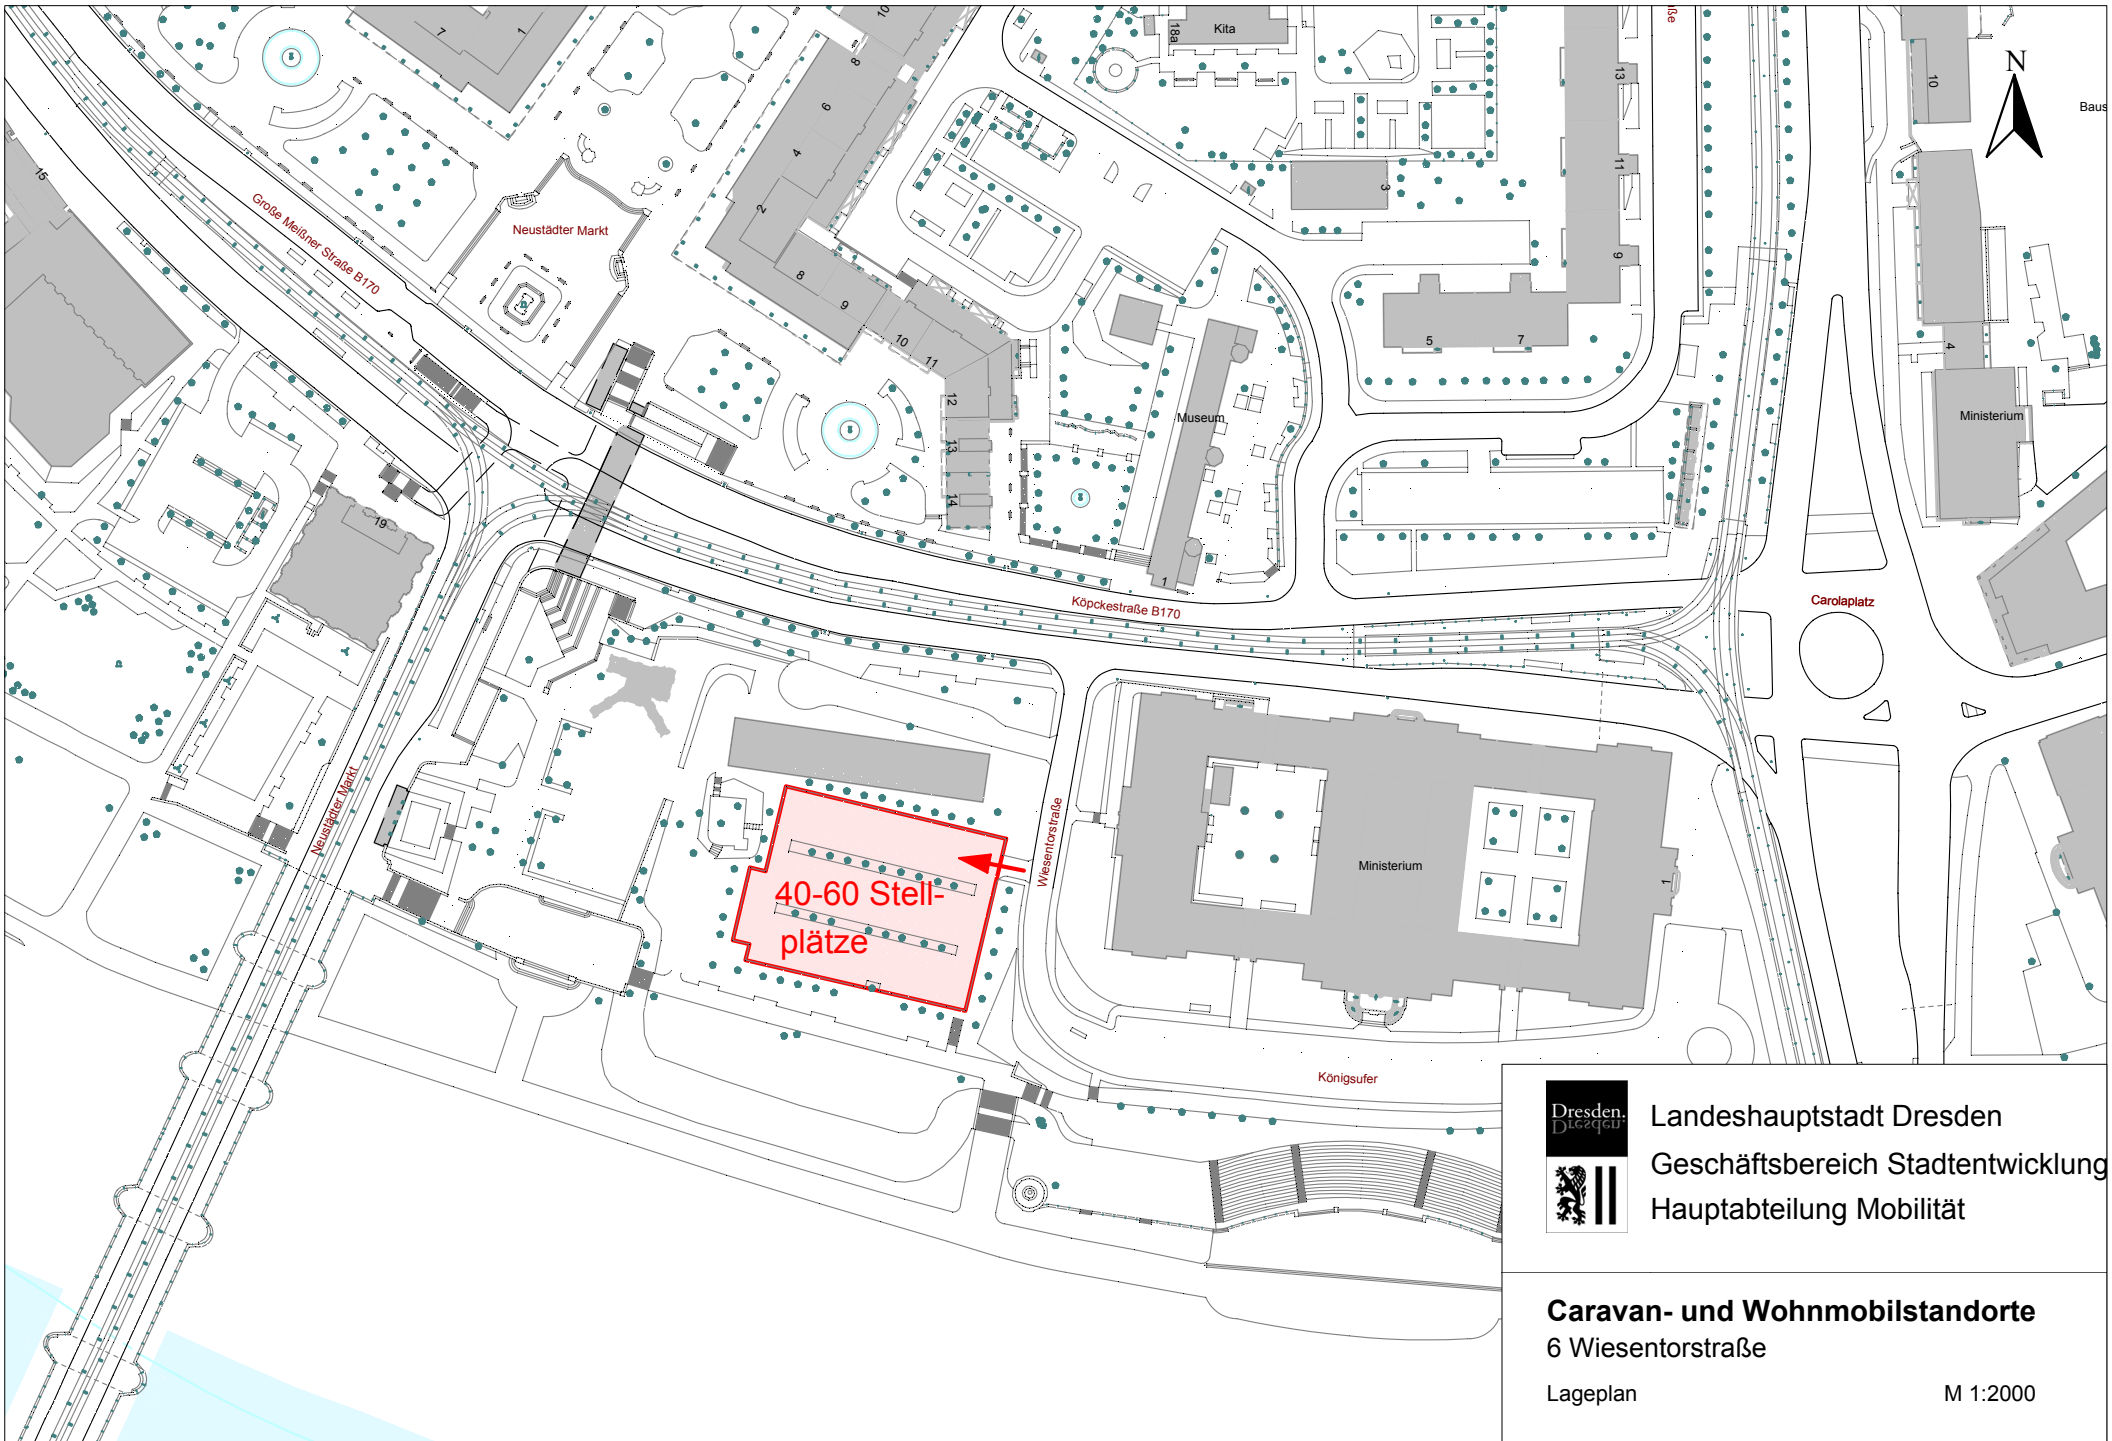 7
1
10
8
6
4
2
18a
Kita
13
11
9
3
10
Baus
N
ße
15
Große Meißner Straße B170
Neustädter Markt
8
9
10
11
12
13
14
5
7
4
Museum
Ministerium
1
19
Köpckestraße B170
Carolaplatz
Neustädter Markt
Wiesentorstraße
Ministerium
1
40-60 Stell-
plätze
Königsufer
Dresden.
Dresden.
Landeshauptstadt Dresden
Geschäftsbereich Stadtentwicklung
Hauptabteilung Mobilität
Caravan- und Wohnmobilstandorte
6 Wiesentorstraße
Lageplan M 1:2000